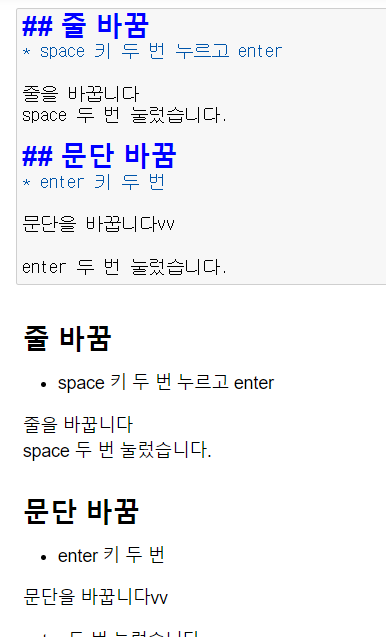 ## 줄 바꿈
* space 키 두 번 누르고 enter
줄을 바꿉니다
space 두 번 눌렀습니다.
## 문단 바꿈
* enter 키 두 번
문단을 바꿉니다vv
enter 두 번 눌렀습니다.
줄 바꿈
• space 키 두 번 누르고 enter
줄을 바꿉니다
space 두 번 눌렀습니다.
문단 바꿈
• enter 키 두 번
문단을 바꿉니다vv